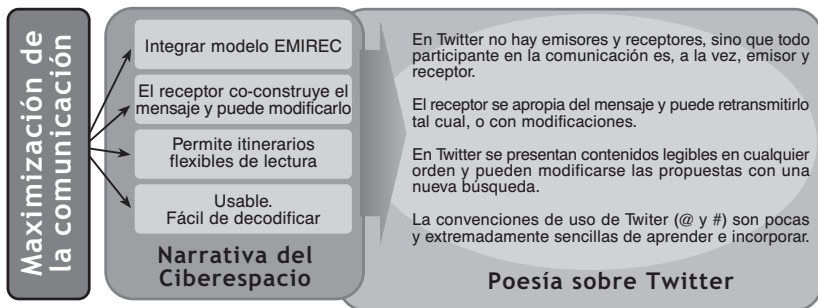 Maximización de
la comunicación
Integrar modelo EMIREC
El receptor co-construye el
mensaje y puede modificarlo
Permite itinerarios
flexibles de lectura
Usable.
Fácil de decodificar
Narrativa del
Ciberespacio
En Twitter no hay emisores y receptores, sino que todo
participante en la comunicación es, a la vez, emisor y
receptor.
El receptor se apropia del mensaje y puede retransmitirlo
tal cual, o con modificaciones.
En Twitter se presentan contenidos legibles en cualquier
orden y pueden modificarse las propuestas con una
nueva búsqueda.
La convenciones de uso de Twiter (@ y #) son pocas
y extremadamente sencillas de aprender e incorporar.
Poesía sobre Twitter